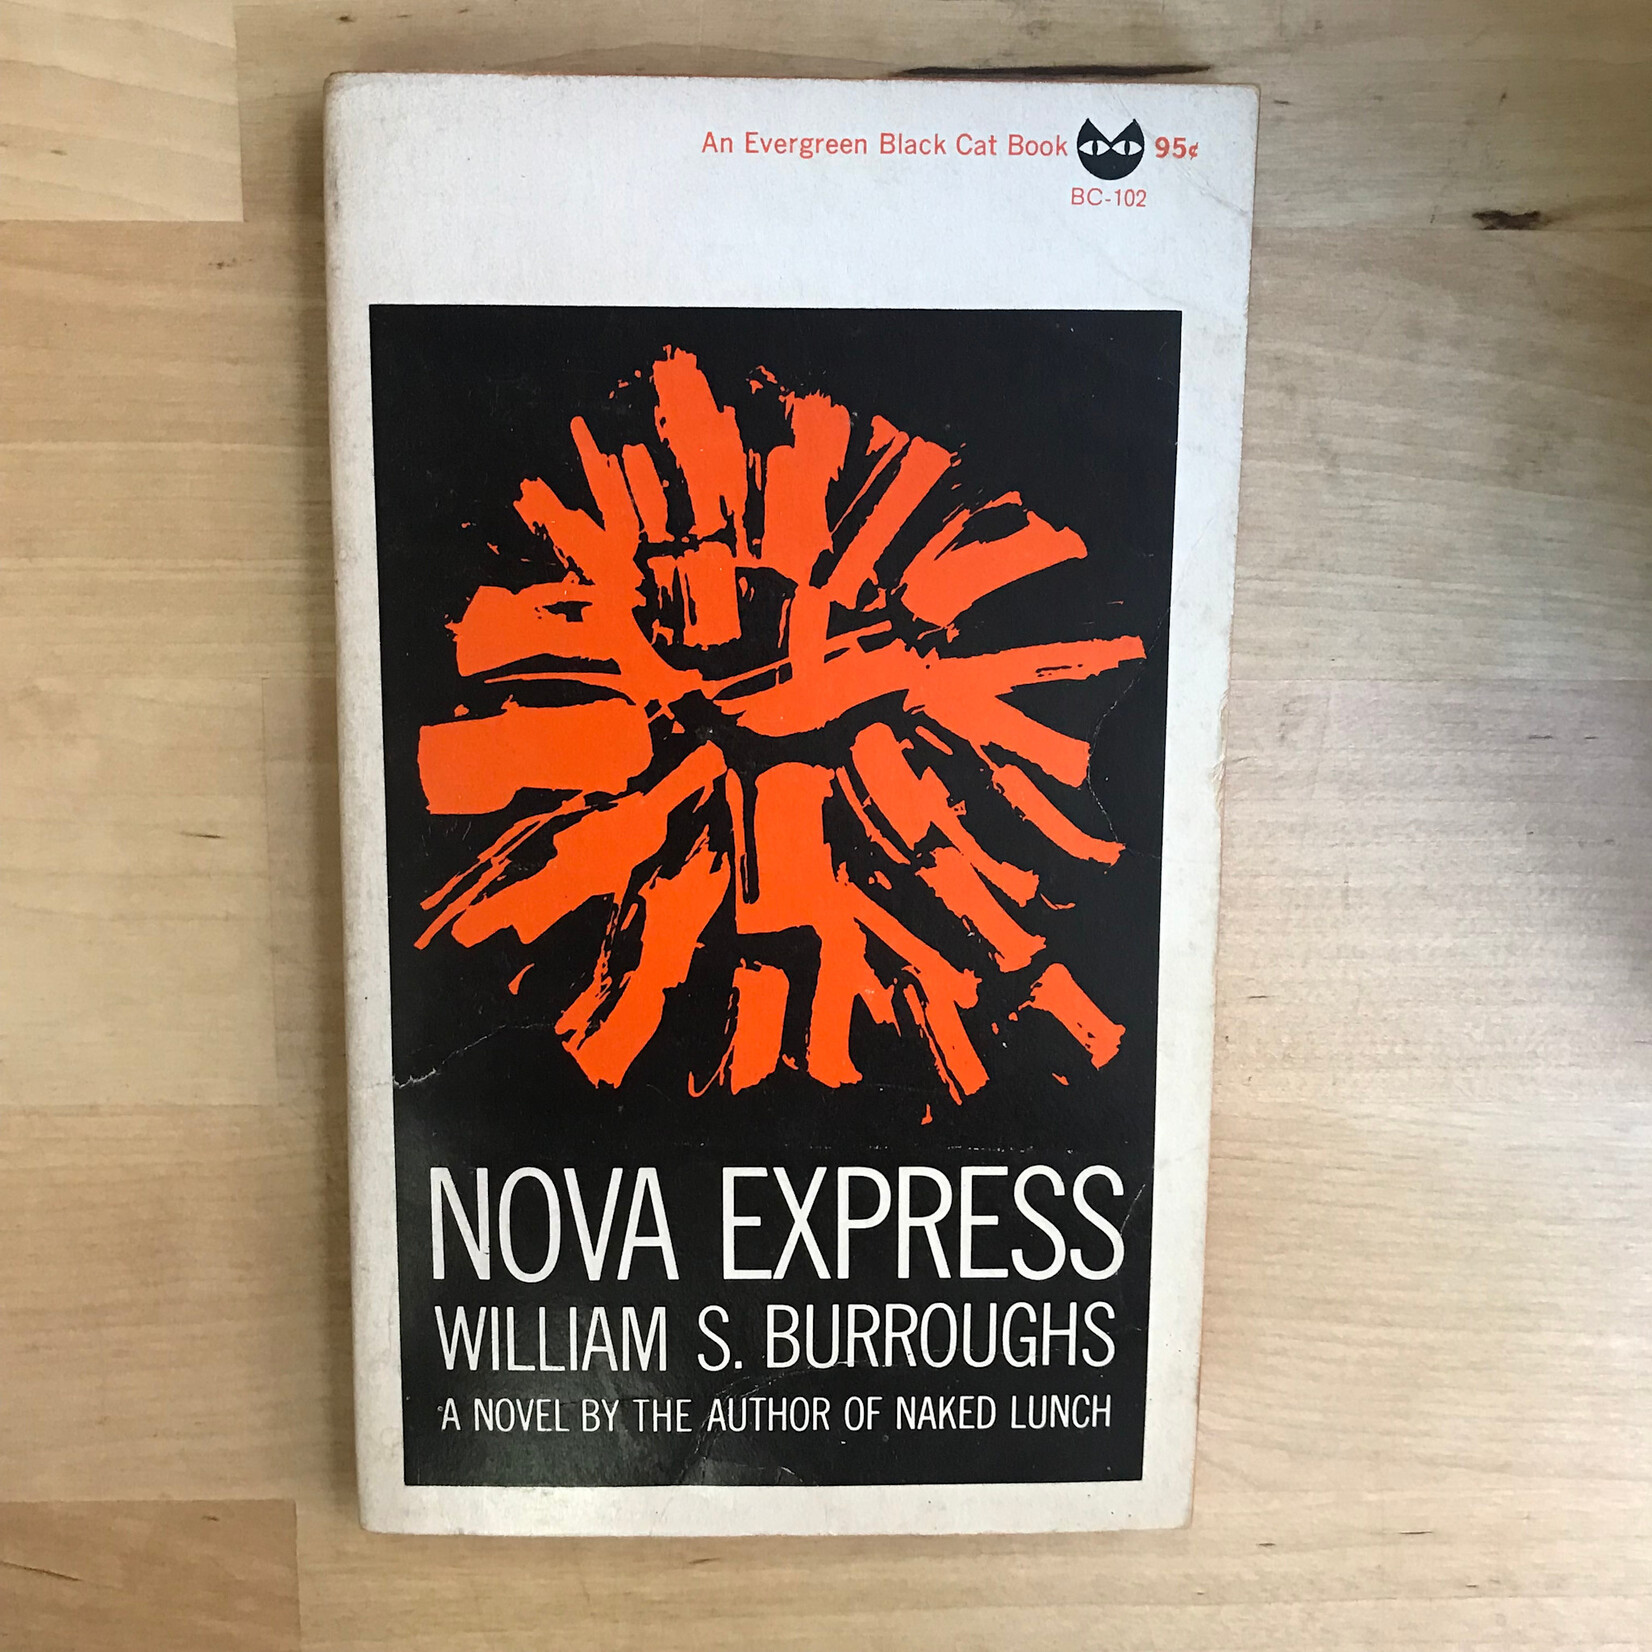 An Evergreen Black Cat Book 95¢
BC-102
NOVA EXPRESS
WILLIAM S. BURROUGHS
A NOVEL BY THE AUTHOR OF NAKED LUNCH